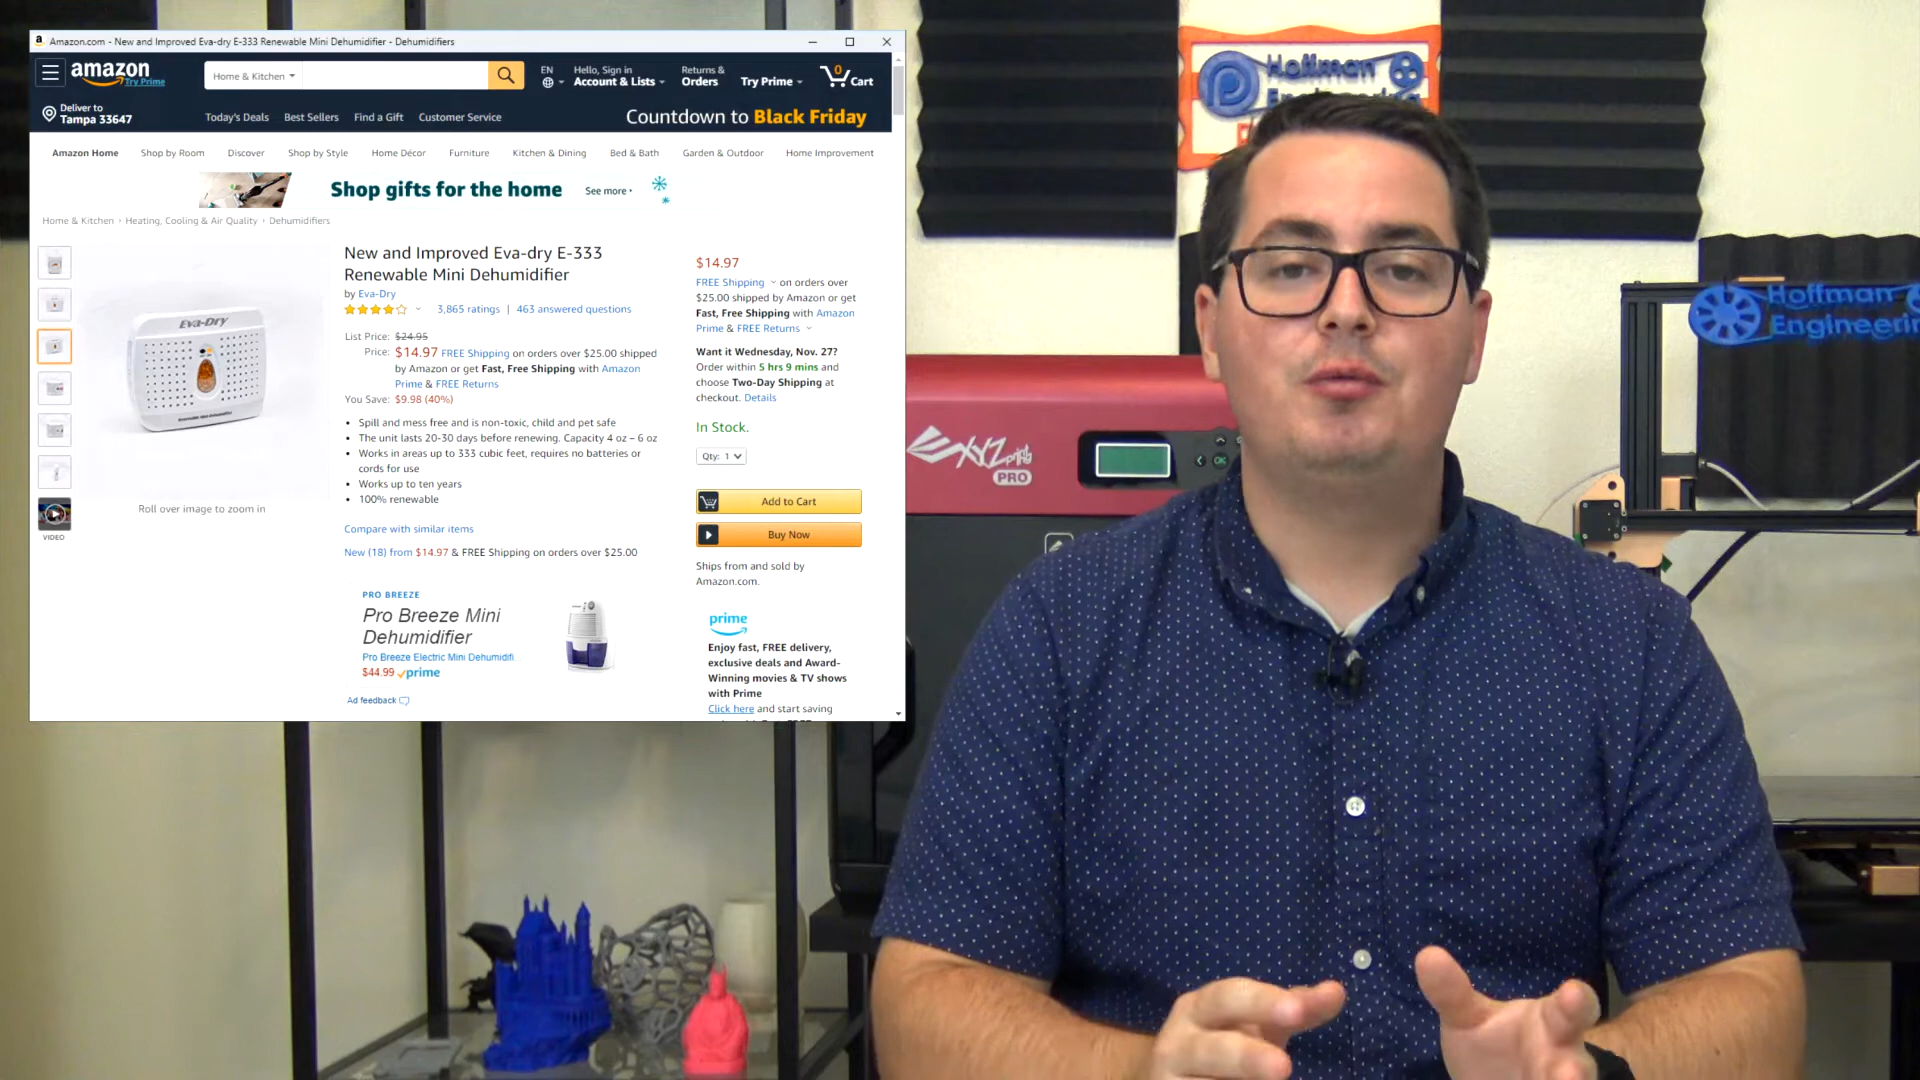 Amazon.com - New and Improved Eva-dry E-333 Renewable Mini Dehumidifier - Dehumidifiers
amazon
Try Prime
Home & Kitchen
EN
Hello, Sign in
Account & Lists
Returns &
Orders
Try Prime
0
Cart
Deliver to
Tampa 33647
Today's Deals
Best Sellers
Find a Gift
Customer Service
Countdown to Black Friday
Amazon Home
Shop by Room
Discover
Shop by Style
Home Décor
Furniture
Kitchen & Dining
Bed & Bath
Garden & Outdoor
Home Improvement
Shop gifts for the home
See more
Home & Kitchen › Heating, Cooling & Air Quality › Dehumidifiers
Eva-Dry
Roll over image to zoom in
VIDEO
New and Improved Eva-dry E-333
Renewable Mini Dehumidifier
by Eva-Dry
3,865 ratings | 463 answered questions
List Price: $24.95
Price: $14.97 FREE Shipping on orders over $25.00 shipped
by Amazon or get Fast, Free Shipping with Amazon
Prime & FREE Returns
You Save: $9.98 (40%)
• Spill and mess free and is non-toxic, child and pet safe
• The unit lasts 20-30 days before renewing. Capacity 4 oz – 6 oz
• Works in areas up to 333 cubic feet, requires no batteries or
cords for use
• Works up to ten years
• 100% renewable
Compare with similar items
New (18) from $14.97 & FREE Shipping on orders over $25.00
PRO BREEZE
Pro Breeze Mini
Dehumidifier
Pro Breeze Electric Mini Dehumidifi...
$44.99 prime
Ad feedback
$14.97
FREE Shipping on orders over
$25.00 shipped by Amazon or get
Fast, Free Shipping with Amazon
Prime & FREE Returns
Want it Wednesday, Nov. 27?
Order within 5 hrs 9 mins and
choose Two-Day Shipping at
checkout. Details
In Stock.
Qty: 1
Add to Cart
Buy Now
Ships from and sold by
Amazon.com.
prime
Enjoy fast, FREE delivery,
exclusive deals and Award-
Winning movies & TV shows
with Prime
Click here and start saving
Hoffman
Engineering
XYZprinting
PRO
OK
Hoffman
Engineering